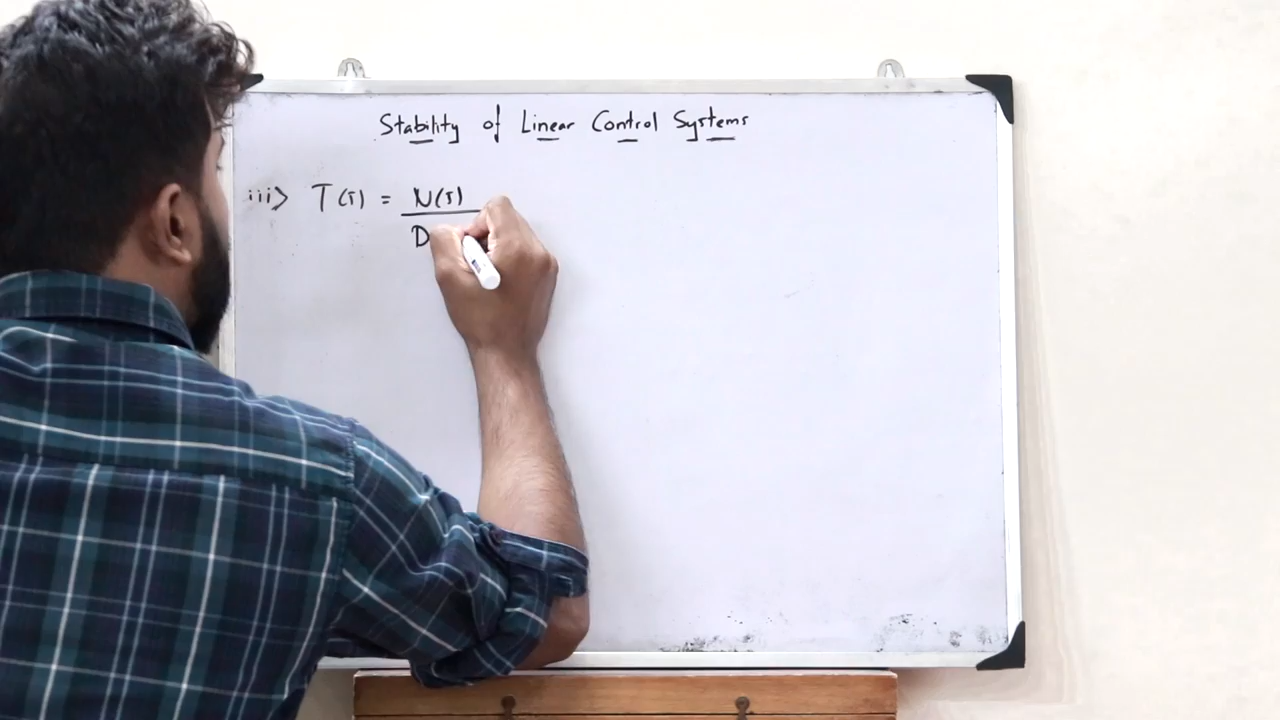 Stability of Linear Control Systems
iii> T(s) = N(s)
D